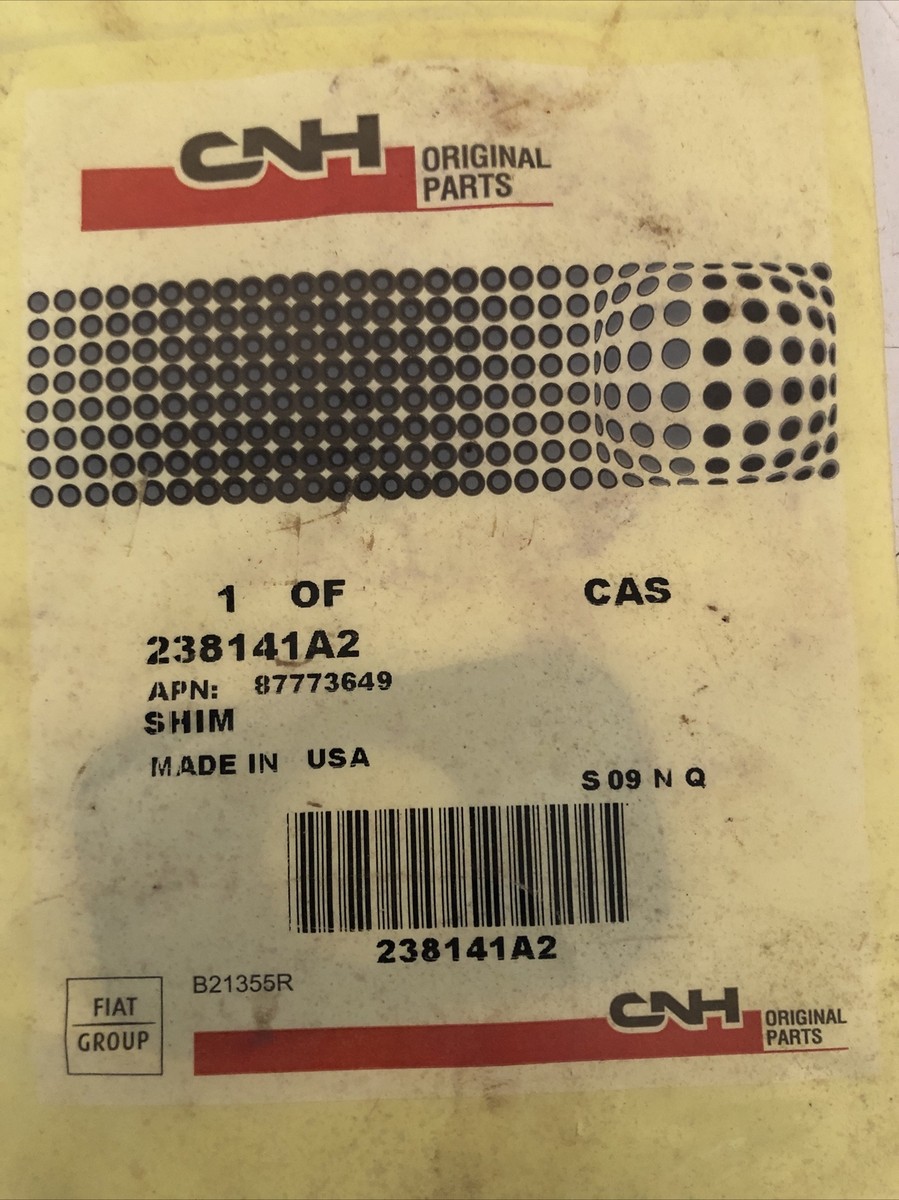 CNH ORIGINAL
PARTS
1 OF CAS
238141A2
APN: 87773649
SHIM
MADE IN USA
S 09 N Q
238141A2
B21355R
FIAT
GROUP
CNH ORIGINAL
PARTS